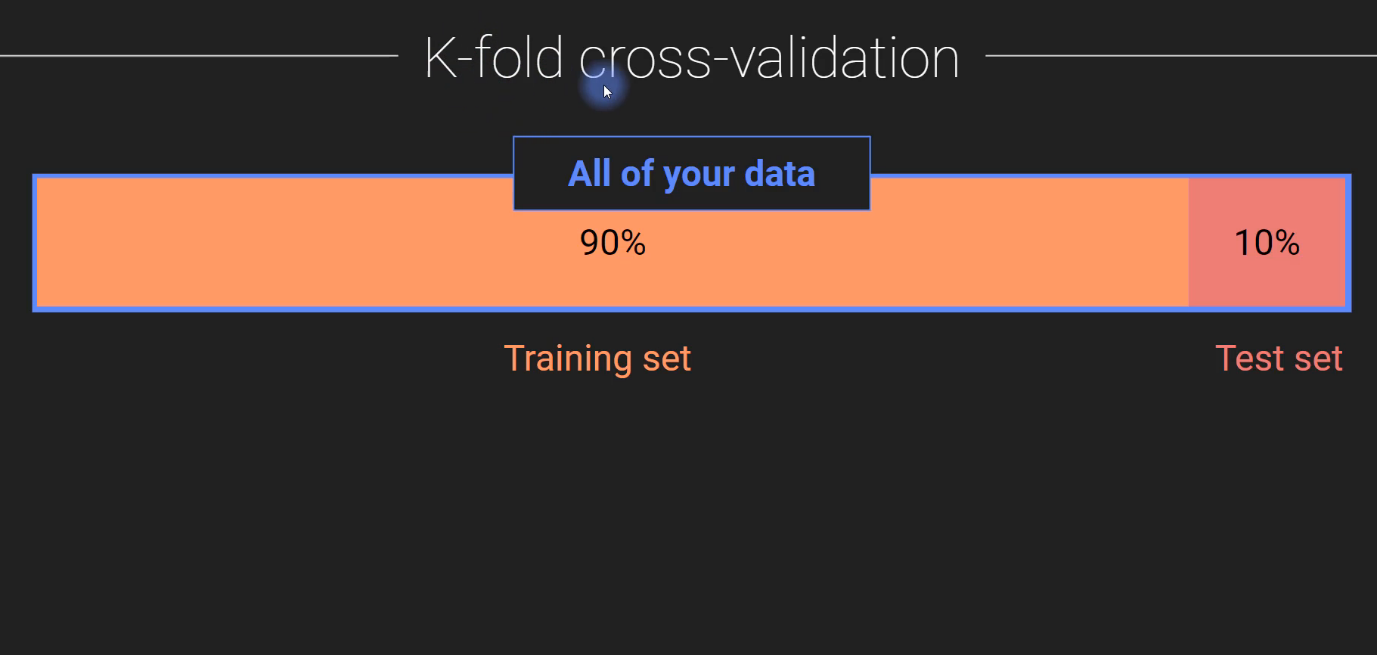 K-fold cross-validation
All of your data
90%
10%
Training set
Test set